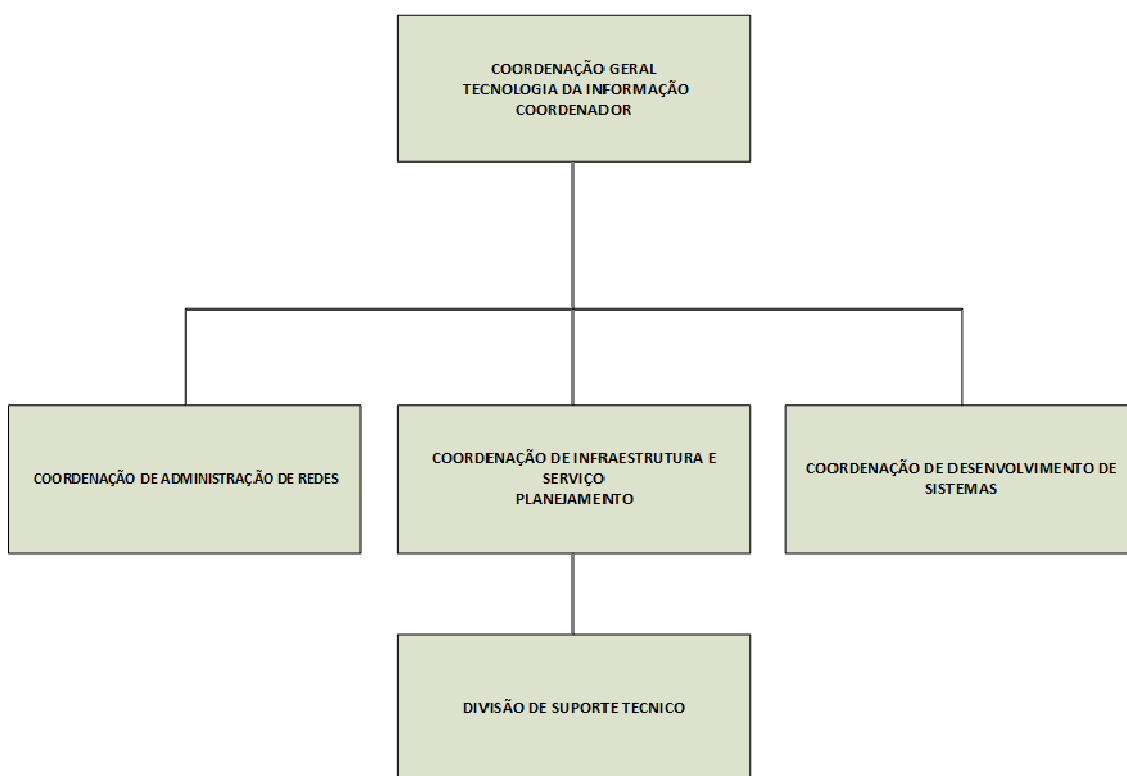 COORDENAÇÃO GERAL
TECNOLOGIA DA INFORMAÇÃO
COORDENADOR
COORDENAÇÃO DE ADMINISTRAÇÃO DE REDES
COORDENAÇÃO DE INFRAESTRUTURA E
SERVIÇO
PLANEJAMENTO
COORDENAÇÃO DE DESENVOLVIMENTO DE
SISTEMAS
DIVISÃO DE SUPORTE TECNICO